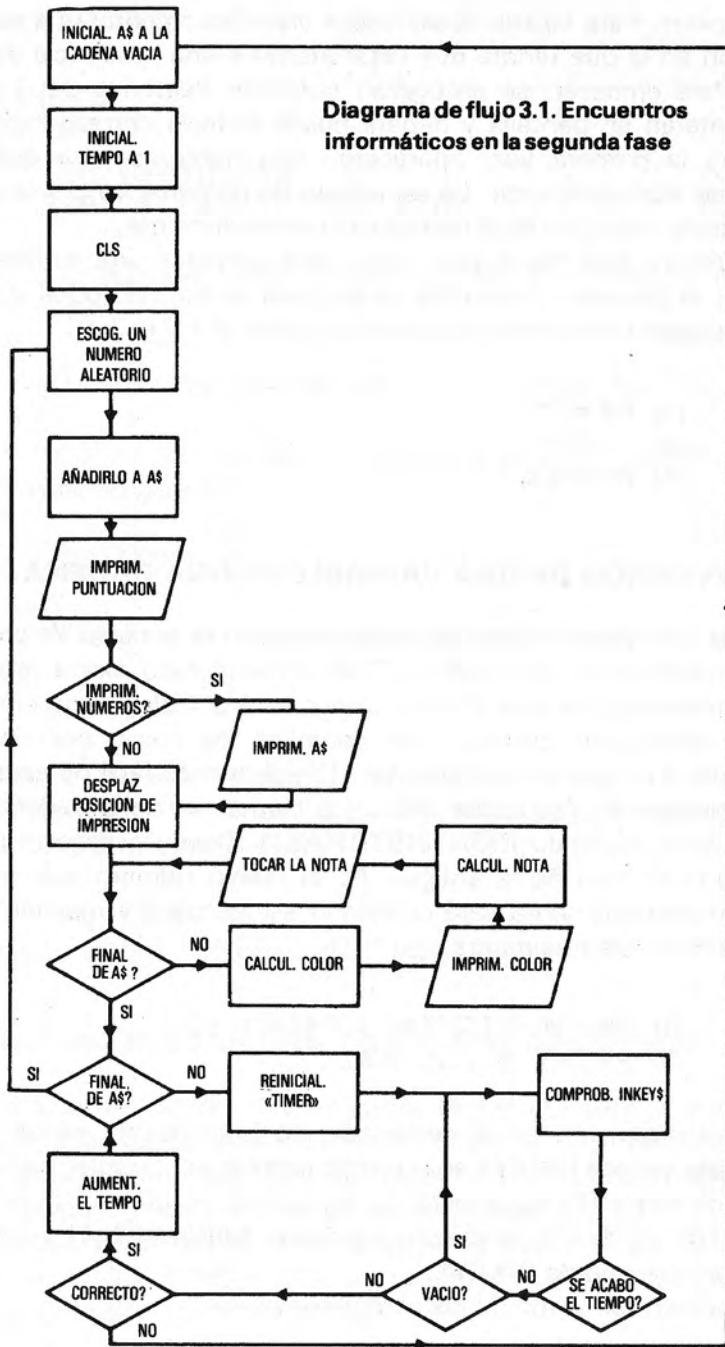 INICIAL. A$ A LA
CADENA VACIA
Diagrama de flujo 3.1. Encuentros
informáticos en la segunda fase
INICIAL.
TEMPO A 1
CLS
ESCOG. UN
NUMERO
ALEATORIO
AÑADIRLO A A$
IMPRIM.
PUNTUACION
IMPRIM.
NÚMEROS?
SI
NO
IMPRIM. A$
DESPLAZ.
POSICION DE
IMPRESION
TOCAR LA NOTA
CALCUL. NOTA
FINAL
DE A$ ?
NO
CALCUL. COLOR
IMPRIM. COLOR
SI
SI
FINAL.
DE A$?
NO
REINICIAL.
«TIMER»
COMPROB. INKEY$
AUMENT.
EL TEMPO
SI
CORRECTO?
NO
NO
VACIO?
SI
NO
SE ACABO
EL TIEMPO?